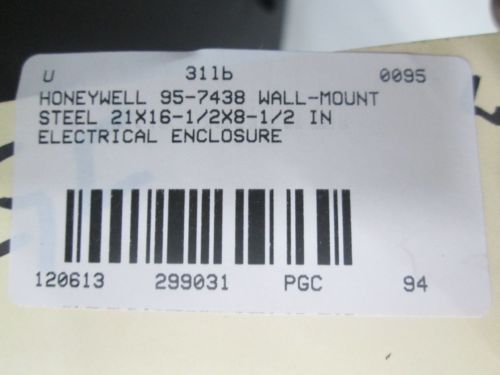 U 31lb 0095
HONEYWELL 95-7438 WALL-MOUNT
STEEL 21X16-1/2X8-1/2 IN
ELECTRICAL ENCLOSURE
120613 299031 PGC 94